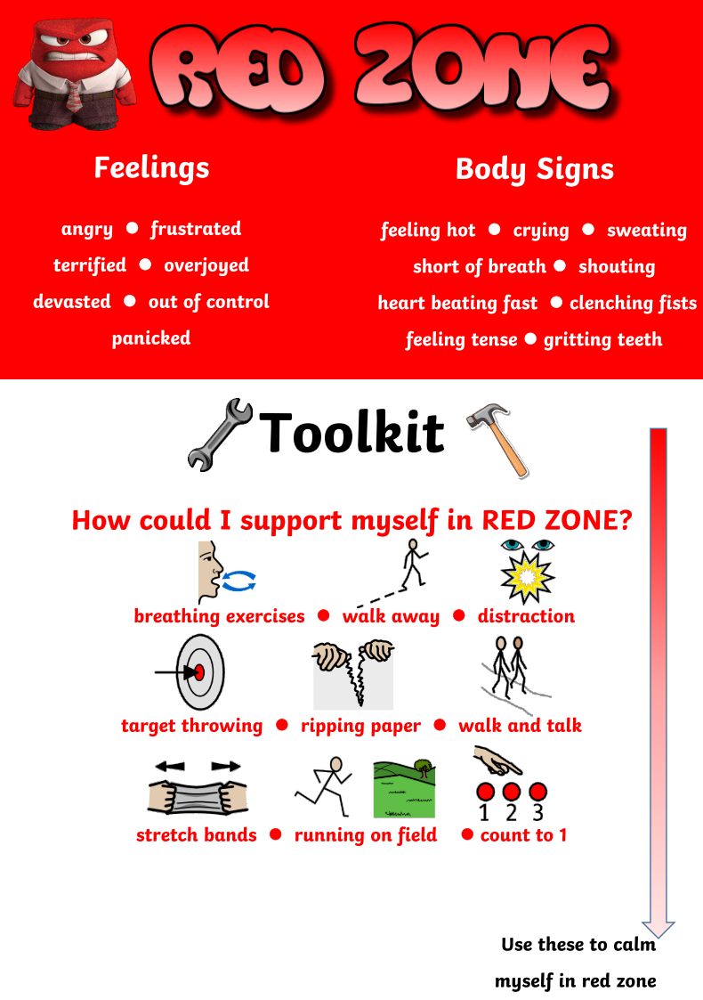 RED ZONE
Feelings
angry ● frustrated
terrified ● overjoyed
devasted ● out of control
panicked
Body Signs
feeling hot ● crying ● sweating
short of breath ● shouting
heart beating fast ● clenching fists
feeling tense ● gritting teeth
Toolkit
How could I support myself in RED ZONE?
breathing exercises ● walk away ● distraction
target throwing ● ripping paper ● walk and talk
1 2 3
stretch bands ● running on field ● count to 1
Use these to calm
myself in red zone